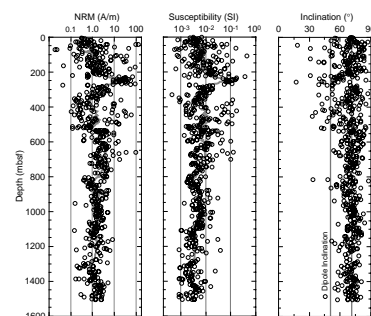 NRM (A/m)
Susceptibility (SI)
Inclination (°)
0.1 1.0 10 100
10⁻³ 10⁻² 10⁻¹ 10⁰
0 30 60 90
0
200
400
600
800
1000
1200
1400
1600
Depth (mbsf)
Dipole Inclination